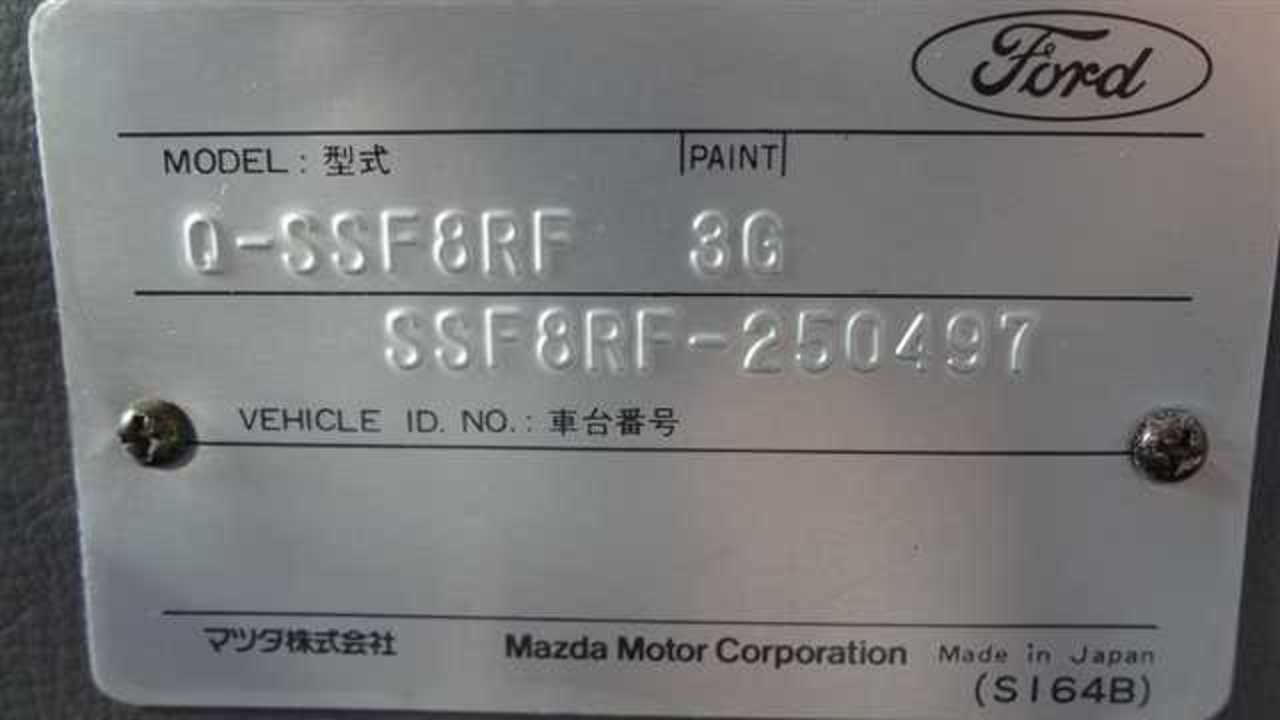 Ford
MODEL : 型式 PAINT
Q-SSF8RF 3G
SSF8RF-250497
VEHICLE ID. NO. : 車台番号
マツダ株式会社 Mazda Motor Corporation Made in Japan
(S164B)